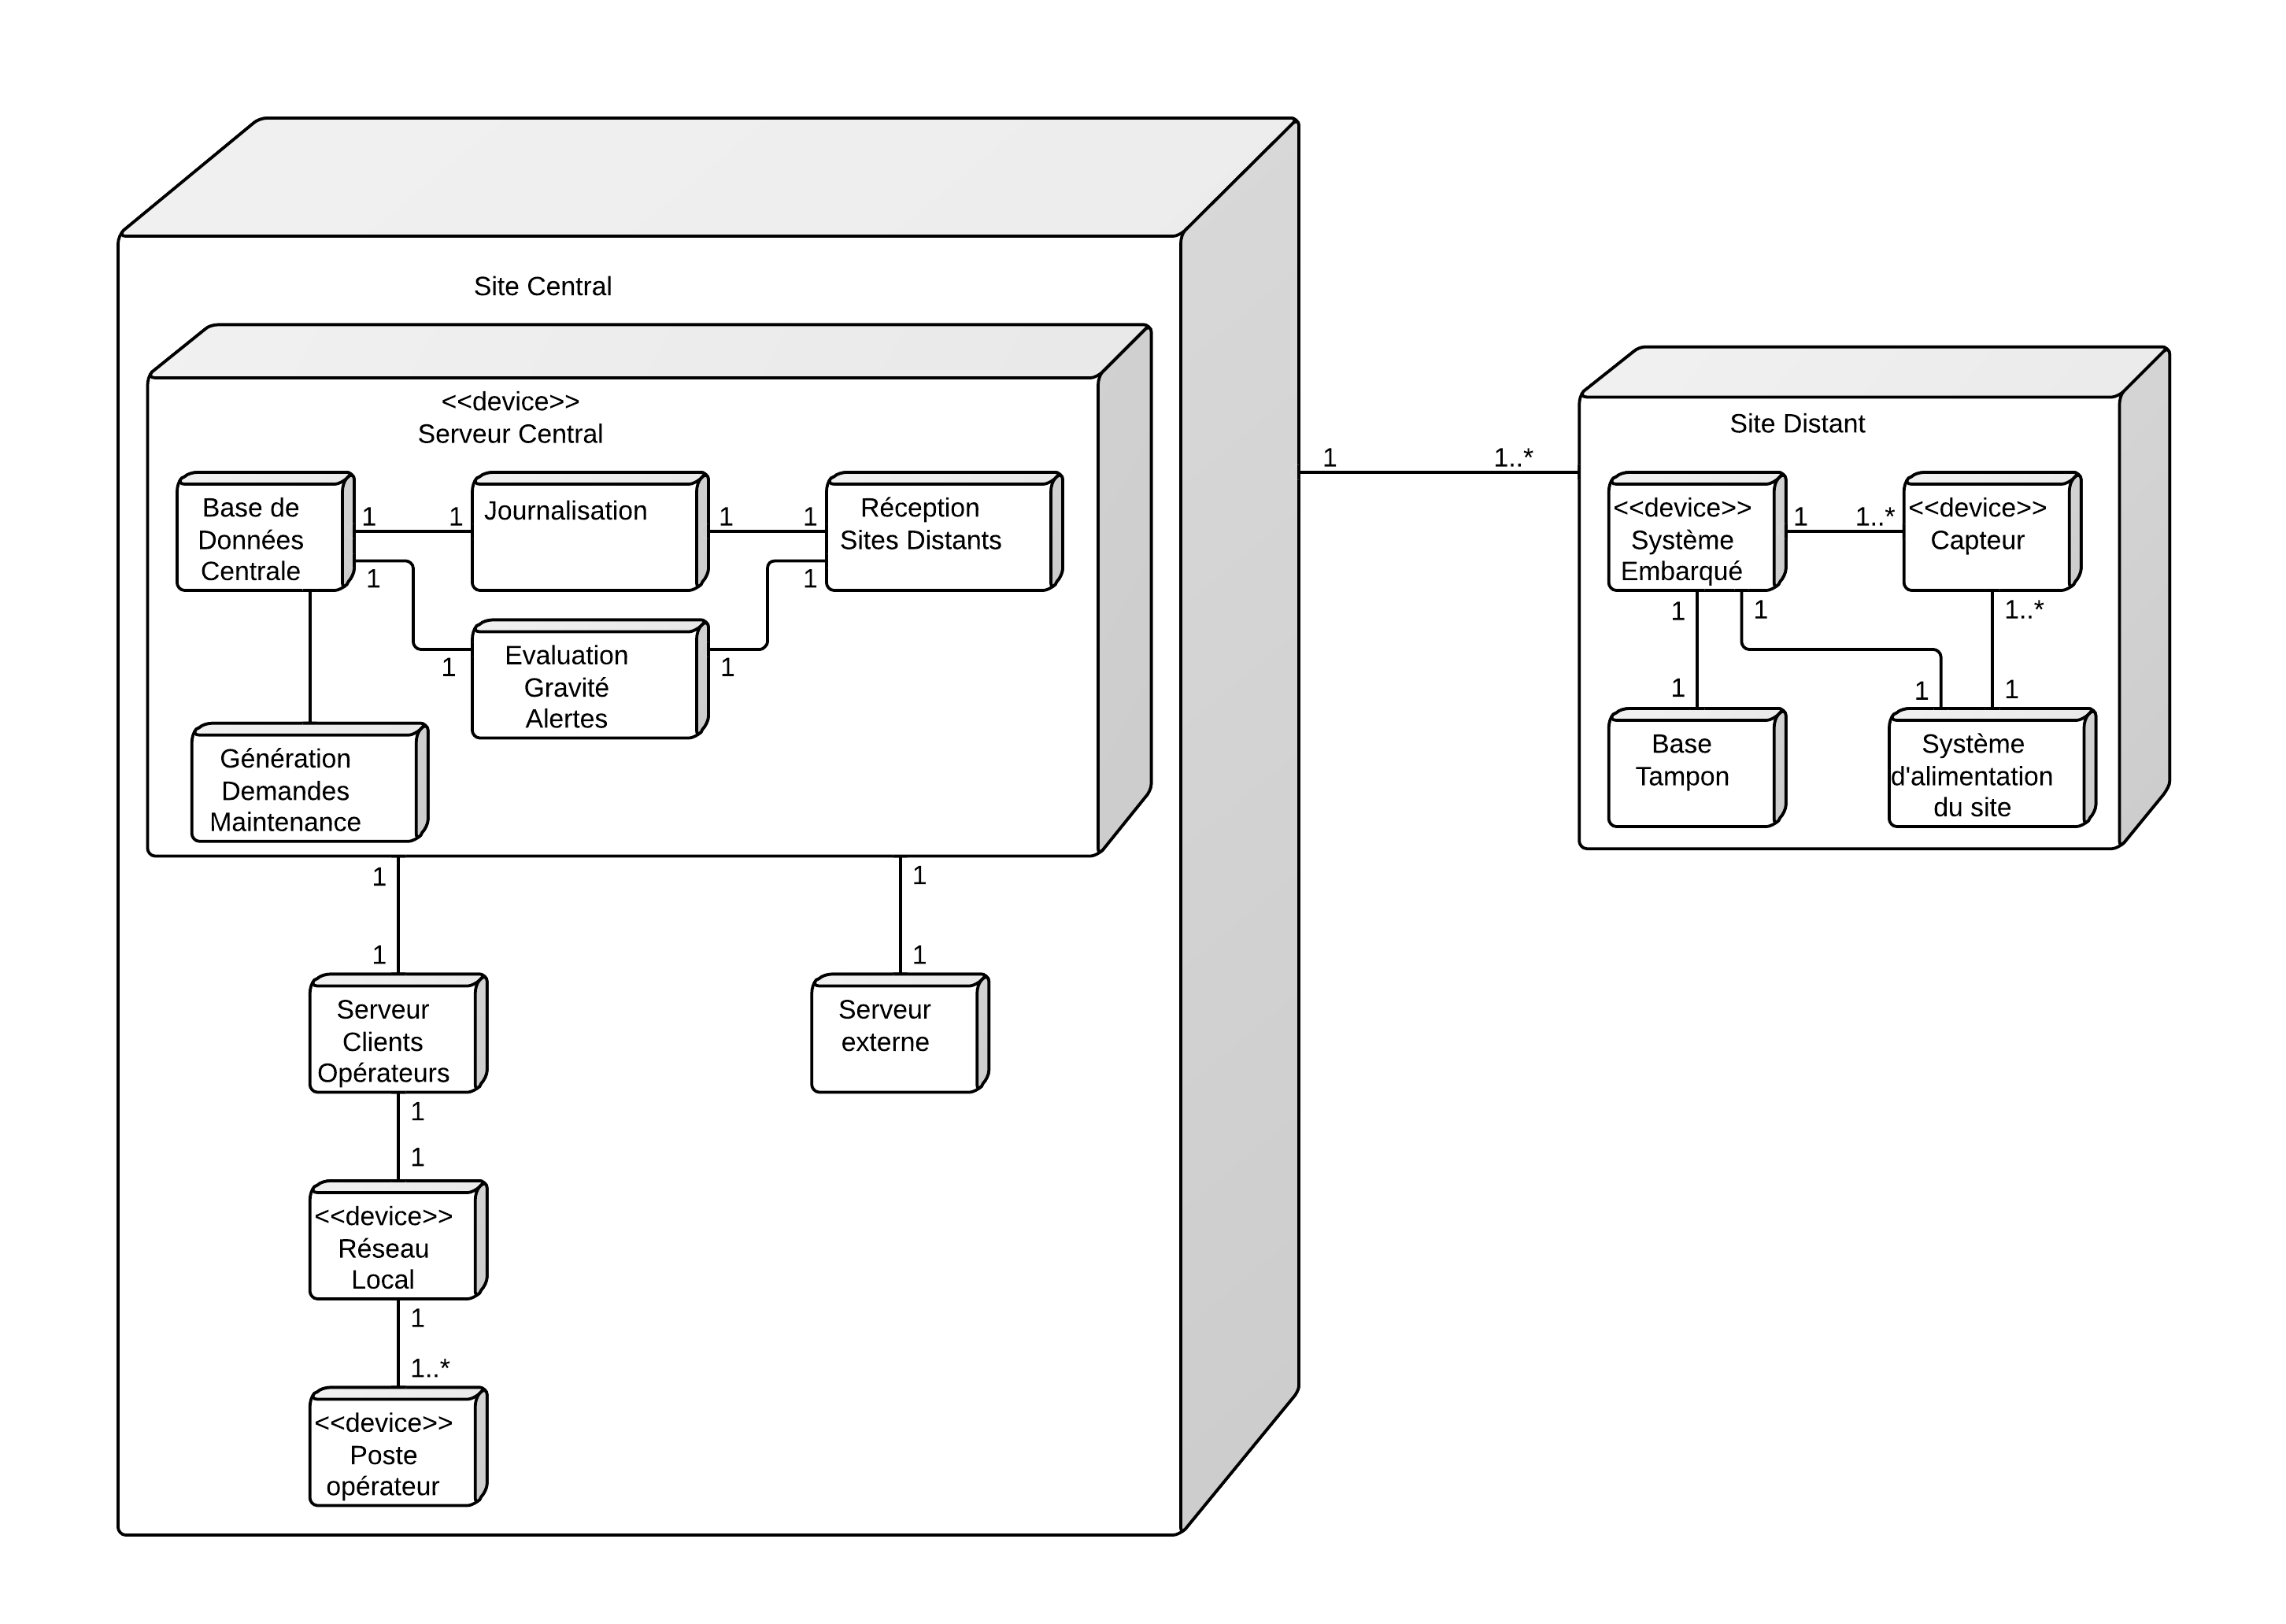 Site Central
<<device>>
Serveur Central
Base de
Données
Centrale
1
1
Journalisation
1
1
Réception
Sites Distants
1
1
Evaluation
Gravité
Alertes
1
1
Génération
Demandes
Maintenance
1
1
1
1
Serveur
Clients
Opérateurs
Serveur
externe
1
1
<<device>>
Réseau
Local
1
1..*
<<device>>
Poste
opérateur
1
1..*
Site Distant
<<device>>
Système
Embarqué
1
1..*
<<device>>
Capteur
1
1
1..*
1
1
1
Base
Tampon
Système
d'alimentation
du site